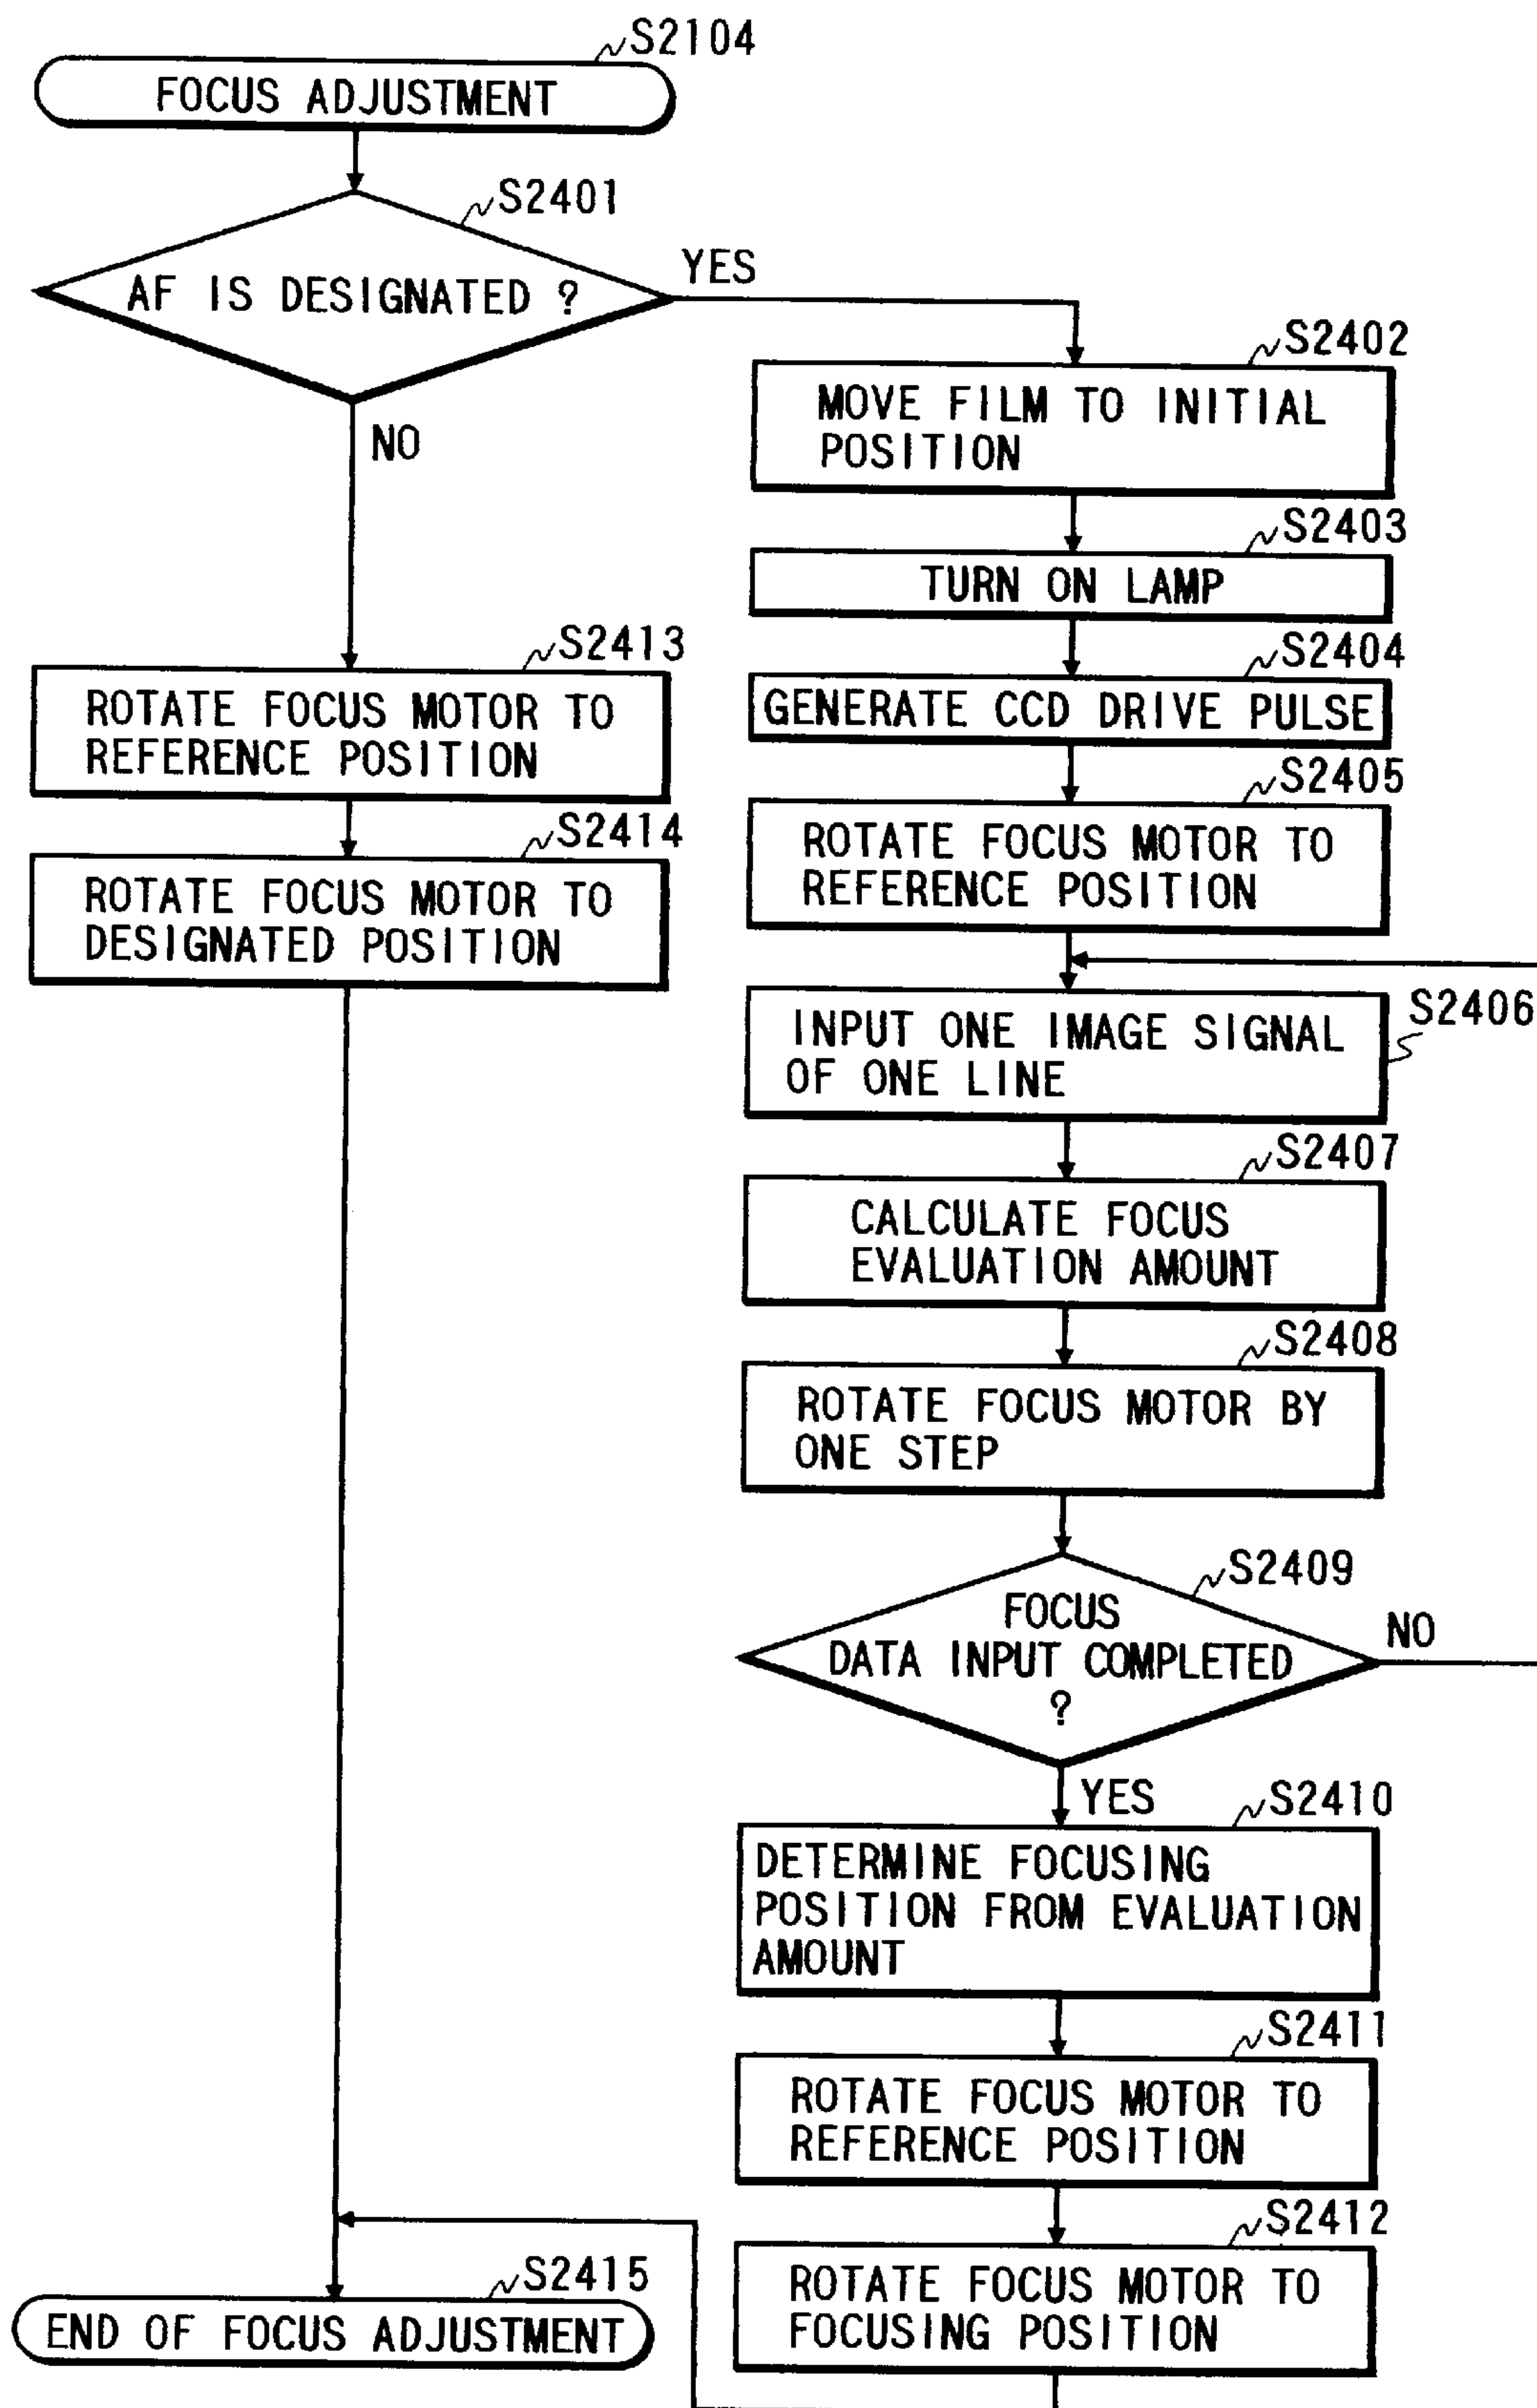 S2104
FOCUS ADJUSTMENT
S2401
AF IS DESIGNATED ?
YES
NO
S2402
MOVE FILM TO INITIAL
POSITION
S2403
TURN ON LAMP
S2404
GENERATE CCD DRIVE PULSE
S2405
ROTATE FOCUS MOTOR TO
REFERENCE POSITION
S2413
ROTATE FOCUS MOTOR TO
REFERENCE POSITION
S2414
ROTATE FOCUS MOTOR TO
DESIGNATED POSITION
S2406
INPUT ONE IMAGE SIGNAL
OF ONE LINE
S2407
CALCULATE FOCUS
EVALUATION AMOUNT
S2408
ROTATE FOCUS MOTOR BY
ONE STEP
S2409
FOCUS
DATA INPUT COMPLETED
?
NO
YES
S2410
DETERMINE FOCUSING
POSITION FROM EVALUATION
AMOUNT
S2411
ROTATE FOCUS MOTOR TO
REFERENCE POSITION
S2412
ROTATE FOCUS MOTOR TO
FOCUSING POSITION
S2415
END OF FOCUS ADJUSTMENT